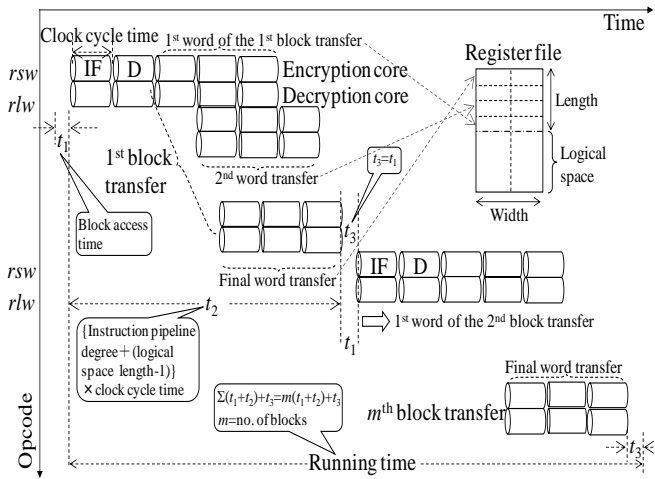 Time
Clock cycle time
1st word of the 1st block transfer
Register file
rsw
IF
D
Encryption core
rlw
Decryption core
Length
t1
1st block
transfer
2nd word transfer
t3=t1
Logical
space
Width
Block access
time
t3
rsw
IF
D
rlw
Final word transfer
t2
1st word of the 2nd block transfer
t1
{Instruction pipeline
degree+(logical
space length-1)}
×clock cycle time
Σ(t1+t2)+t3=m(t1+t2)+t3
m=no. of blocks
Final word transfer
mth block transfer
t3
Opcode
Running time